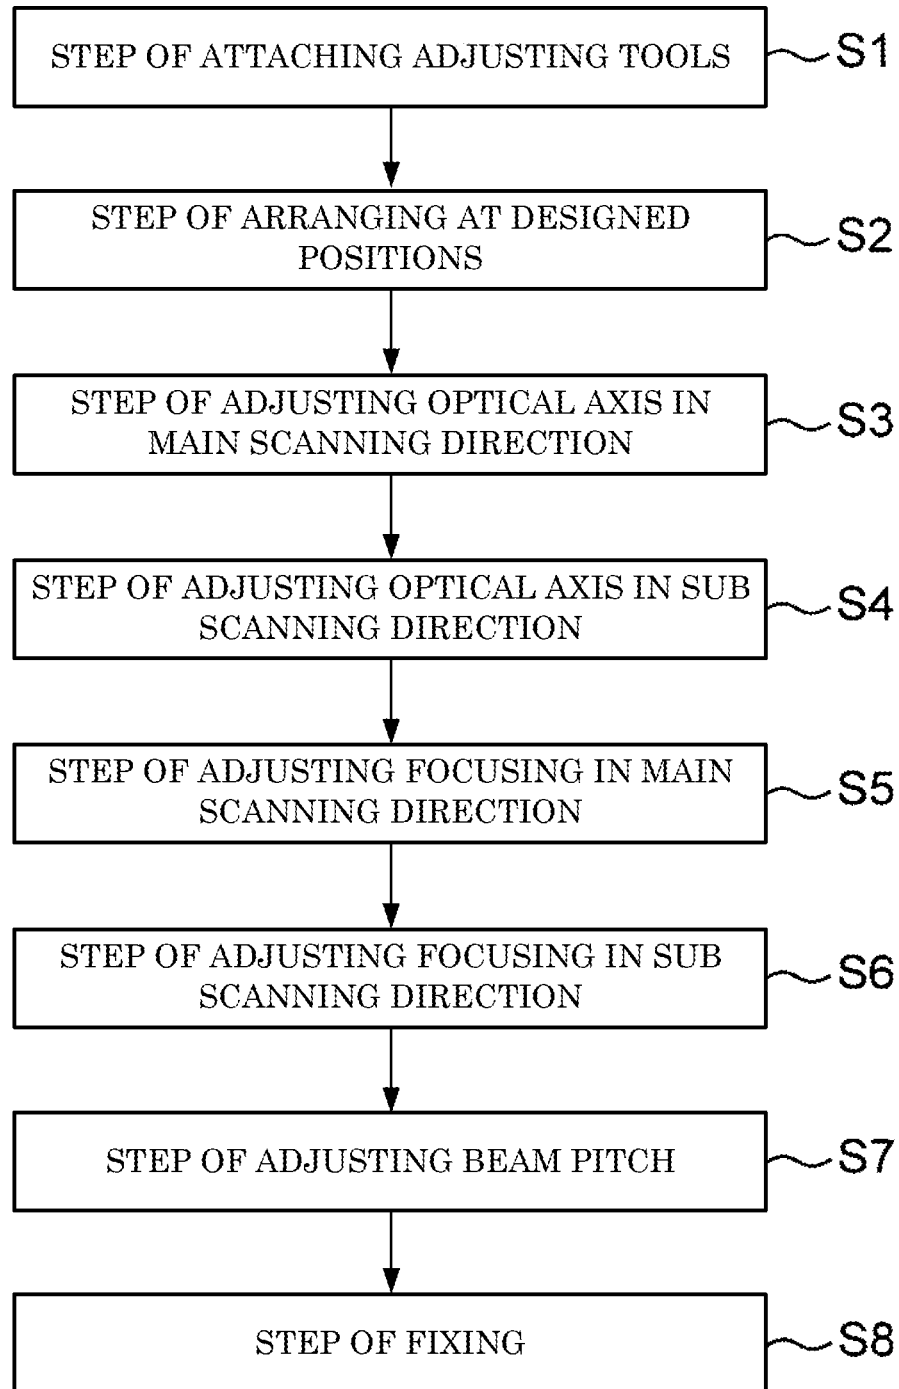 STEP OF ATTACHING ADJUSTING TOOLS
S1
STEP OF ARRANGING AT DESIGNED
POSITIONS
S2
STEP OF ADJUSTING OPTICAL AXIS IN
MAIN SCANNING DIRECTION
S3
STEP OF ADJUSTING OPTICAL AXIS IN SUB
SCANNING DIRECTION
S4
STEP OF ADJUSTING FOCUSING IN MAIN
SCANNING DIRECTION
S5
STEP OF ADJUSTING FOCUSING IN SUB
SCANNING DIRECTION
S6
STEP OF ADJUSTING BEAM PITCH
S7
STEP OF FIXING
S8